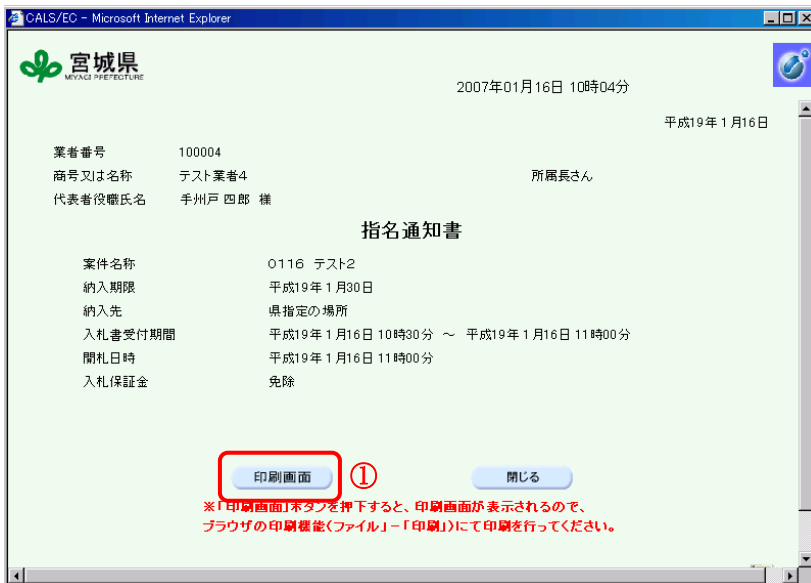 CALS/EC - Microsoft Internet Explorer
宮城県
MIYAGI PREFECTURE
2007年01月16日 10時04分
平成19年1月16日
業者番号 100004
商号又は名称 テスト業者4 所属長さん
代表者役職氏名 手州戸 四郎 様
指名通知書
案件名称 0116 テスト2
納入期限 平成19年1月30日
納入先 県指定の場所
入札書受付期間 平成19年1月16日 10時30分 ～ 平成19年1月16日 11時00分
開札日時 平成19年1月16日 11時00分
入札保証金 免除
印刷画面 ① 閉じる
※「印刷画面」ボタンを押下すると、印刷画面が表示されるので、
ブラウザの印刷機能(ファイル」－「印刷」)にて印刷を行ってください。